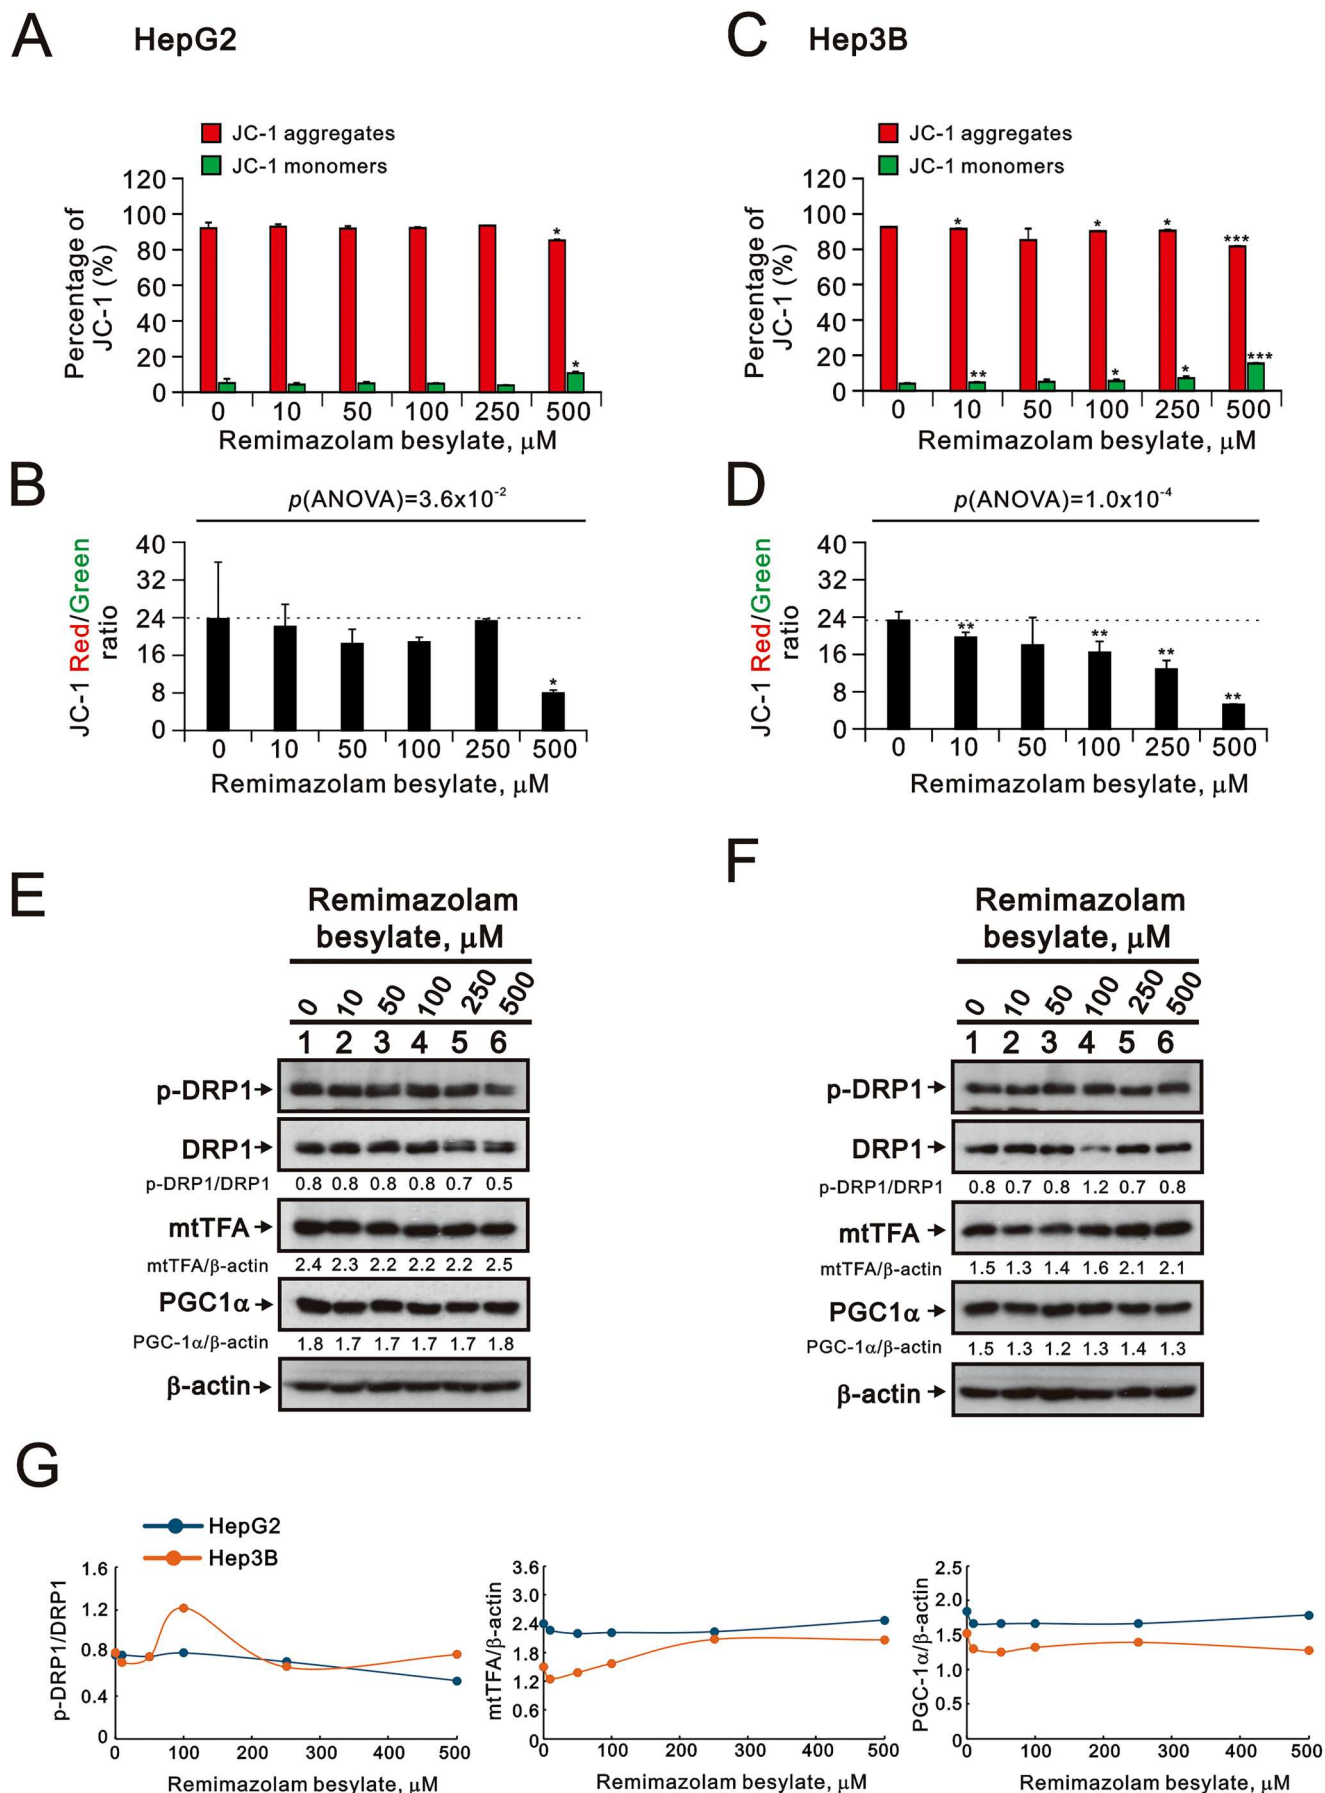 A HepG2
JC-1 aggregates
JC-1 monomers
Percentage of
JC-1 (%)
120
100
80
60
40
20
0
*
*
0 10 50 100 250 500
Remimazolam besylate, μM
C Hep3B
JC-1 aggregates
JC-1 monomers
Percentage of
JC-1 (%)
120
100
80
60
40
20
0
* * * ***
** * * ***
0 10 50 100 250 500
Remimazolam besylate, μM
B
p(ANOVA)=3.6x10⁻²
JC-1 Red/Green
ratio
40
32
24
16
8
0
*
0 10 50 100 250 500
Remimazolam besylate, μM
D
p(ANOVA)=1.0x10⁻⁴
JC-1 Red/Green
ratio
40
32
24
16
8
0
** ** ** **
0 10 50 100 250 500
Remimazolam besylate, μM
E
Remimazolam
besylate, μM
0 10 50 100 250 500
1 2 3 4 5 6
p-DRP1
DRP1
p-DRP1/DRP1 0.8 0.8 0.8 0.8 0.7 0.5
mtTFA
mtTFA/β-actin 2.4 2.3 2.2 2.2 2.2 2.5
PGC1α
PGC-1α/β-actin 1.8 1.7 1.7 1.7 1.7 1.8
β-actin
F
Remimazolam
besylate, μM
0 10 50 100 250 500
1 2 3 4 5 6
p-DRP1
DRP1
p-DRP1/DRP1 0.8 0.7 0.8 1.2 0.7 0.8
mtTFA
mtTFA/β-actin 1.5 1.3 1.4 1.6 2.1 2.1
PGC1α
PGC-1α/β-actin 1.5 1.3 1.2 1.3 1.4 1.3
β-actin
G
HepG2
Hep3B
p-DRP1/DRP1
1.6
1.2
0.8
0.4
0
0 100 200 300 400 500
Remimazolam besylate, μM
mtTFA/β-actin
3.6
3.0
2.4
1.8
1.2
0.6
0
0 100 200 300 400 500
Remimazolam besylate, μM
PGC-1α/β-actin
2.5
2.0
1.5
1.0
0.5
0
0 100 200 300 400 500
Remimazolam besylate, μM